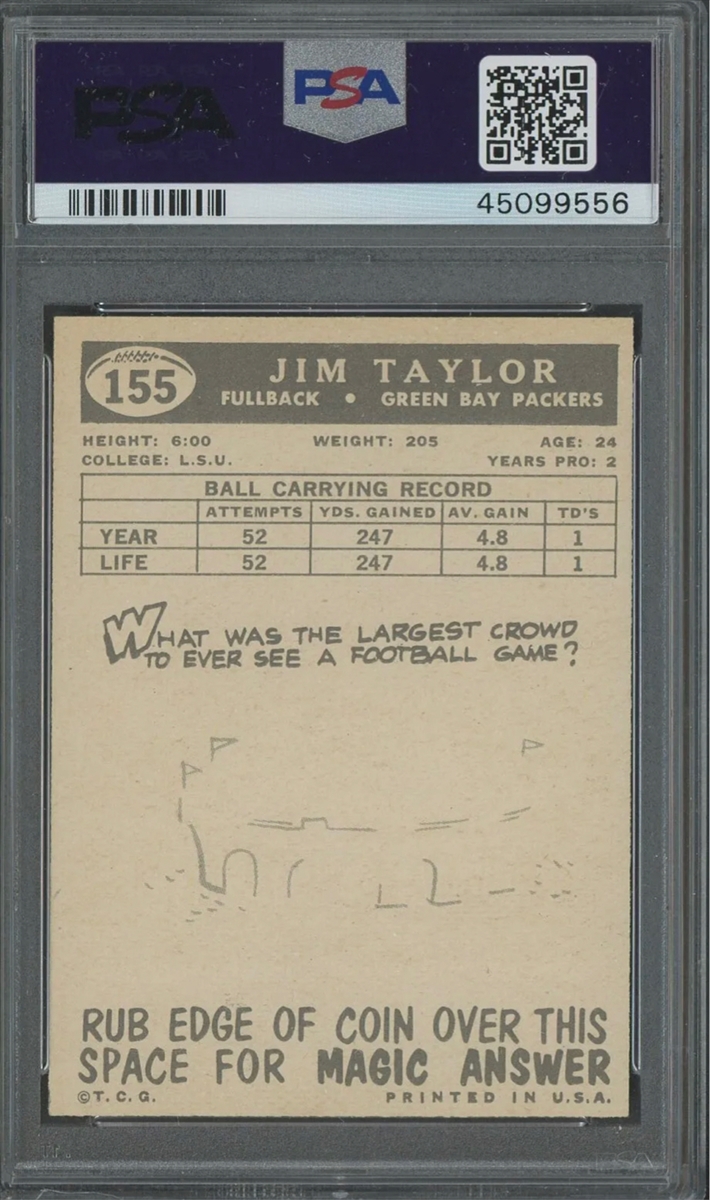 PSA
PSA
45099556
155
JIM TAYLOR
FULLBACK • GREEN BAY PACKERS
HEIGHT: 6:00 WEIGHT: 205 AGE: 24
COLLEGE: L.S.U. YEARS PRO: 2
BALL CARRYING RECORD
ATTEMPTS YDS. GAINED AV. GAIN TD'S
YEAR 52 247 4.8 1
LIFE 52 247 4.8 1
WHAT WAS THE LARGEST CROWD
TO EVER SEE A FOOTBALL GAME?
RUB EDGE OF COIN OVER THIS
SPACE FOR MAGIC ANSWER
©T.C.G. PRINTED IN U.S.A.
PSA